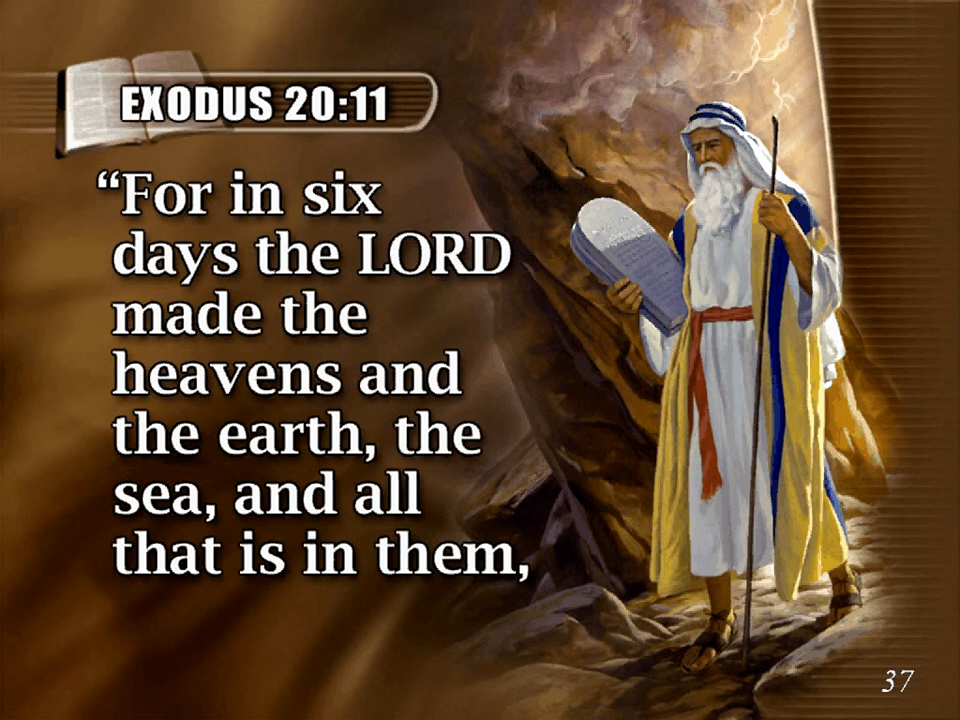 EXODUS 20:11
“For in six
days the LORD
made the
heavens and
the earth, the
sea, and all
that is in them,
37